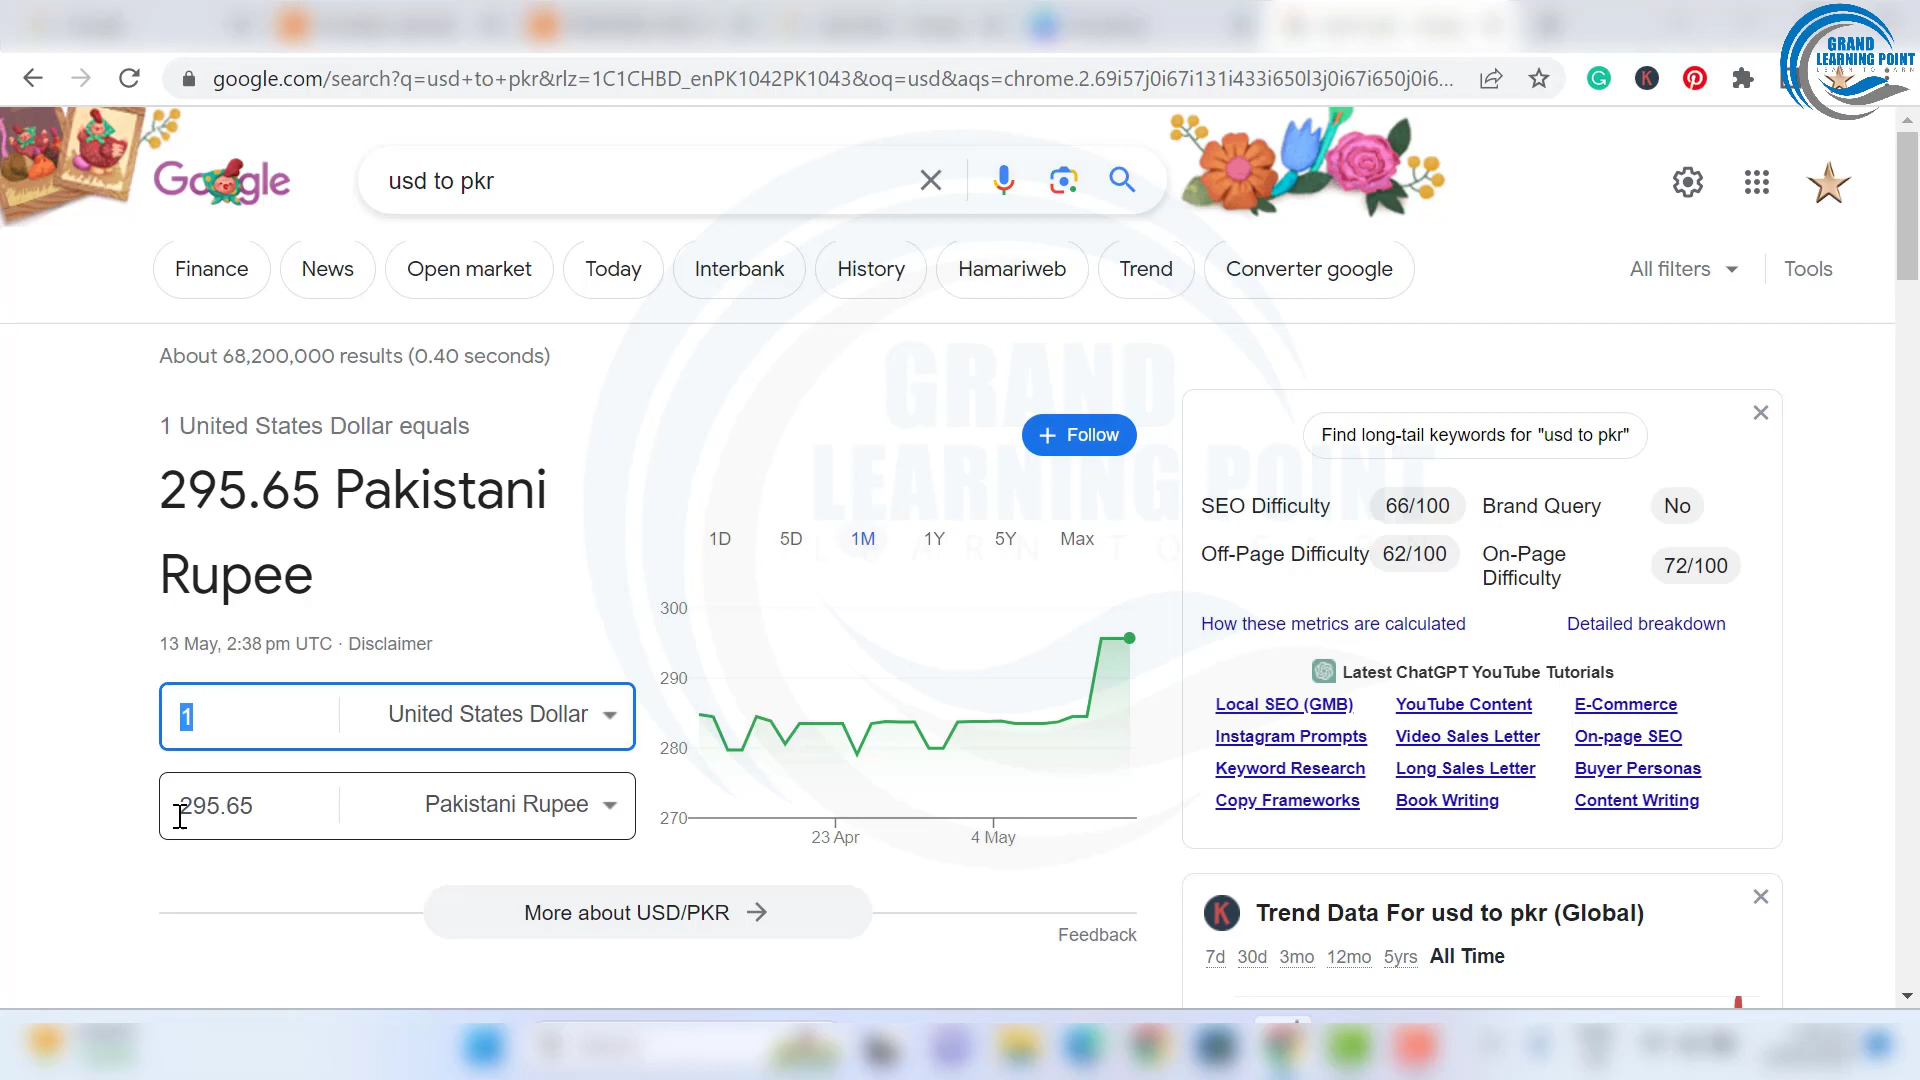 GRAND
LEARNING POINT
LEARN TO EARN
google.com/search?q=usd+to+pkr&rlz=1C1CHBD_enPK1042PK1043&oq=usd&aqs=chrome.2.69i57j0i67i131i433i650l3j0i67i650j0i6...
Google
usd to pkr
Finance
News
Open market
Today
Interbank
History
Hamariweb
Trend
Converter google
All filters
Tools
About 68,200,000 results (0.40 seconds)
1 United States Dollar equals
295.65 Pakistani
Rupee
13 May, 2:38 pm UTC · Disclaimer
1
United States Dollar
295.65
Pakistani Rupee
+ Follow
1D
5D
1M
1Y
5Y
Max
300
290
280
270
23 Apr
4 May
More about USD/PKR
Feedback
GRAND
LEARNING POINT
Find long-tail keywords for "usd to pkr"
SEO Difficulty 66/100 Brand Query No
Off-Page Difficulty 62/100 On-Page
Difficulty 72/100
How these metrics are calculated
Detailed breakdown
Latest ChatGPT YouTube Tutorials
Local SEO (GMB) YouTube Content E-Commerce
Instagram Prompts Video Sales Letter On-page SEO
Keyword Research Long Sales Letter Buyer Personas
Copy Frameworks Book Writing Content Writing
K
Trend Data For usd to pkr (Global)
7d 30d 3mo 12mo 5yrs All Time